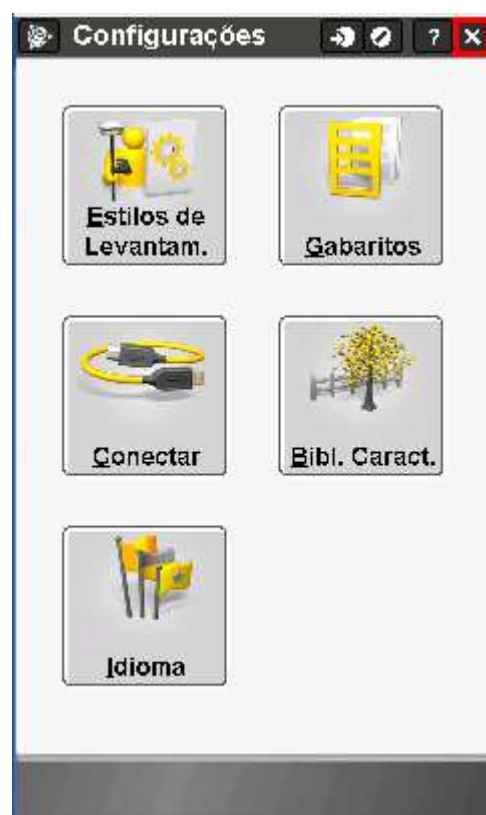 Configurações
?
Estilos de
Levantam.
Gabaritos
Conectar
Bibl. Caract.
Idioma